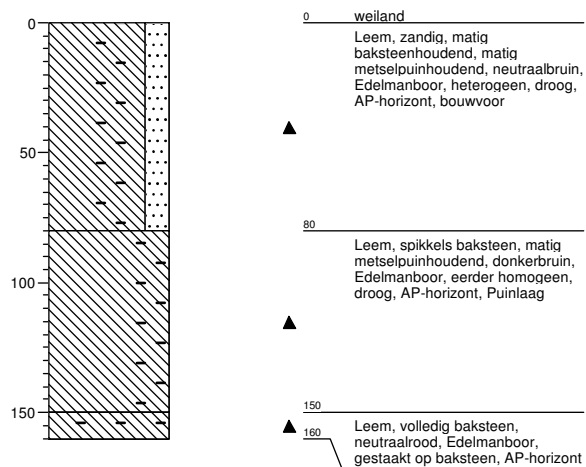 0
50
100
150
0 weiland
Leem, zandig, matig
baksteenhoudend, matig
metselpuinhoudend, neutraalbruin,
Edelmanboor, heterogeen, droog,
AP-horizont, bouwvoor
80
Leem, spikkels baksteen, matig
metselpuinhoudend, donkerbruin,
Edelmanboor, eerder homogeen,
droog, AP-horizont, Puinlaag
150
Leem, volledig baksteen,
160
neutraalrood, Edelmanboor,
gestaakt op baksteen, AP-horizont